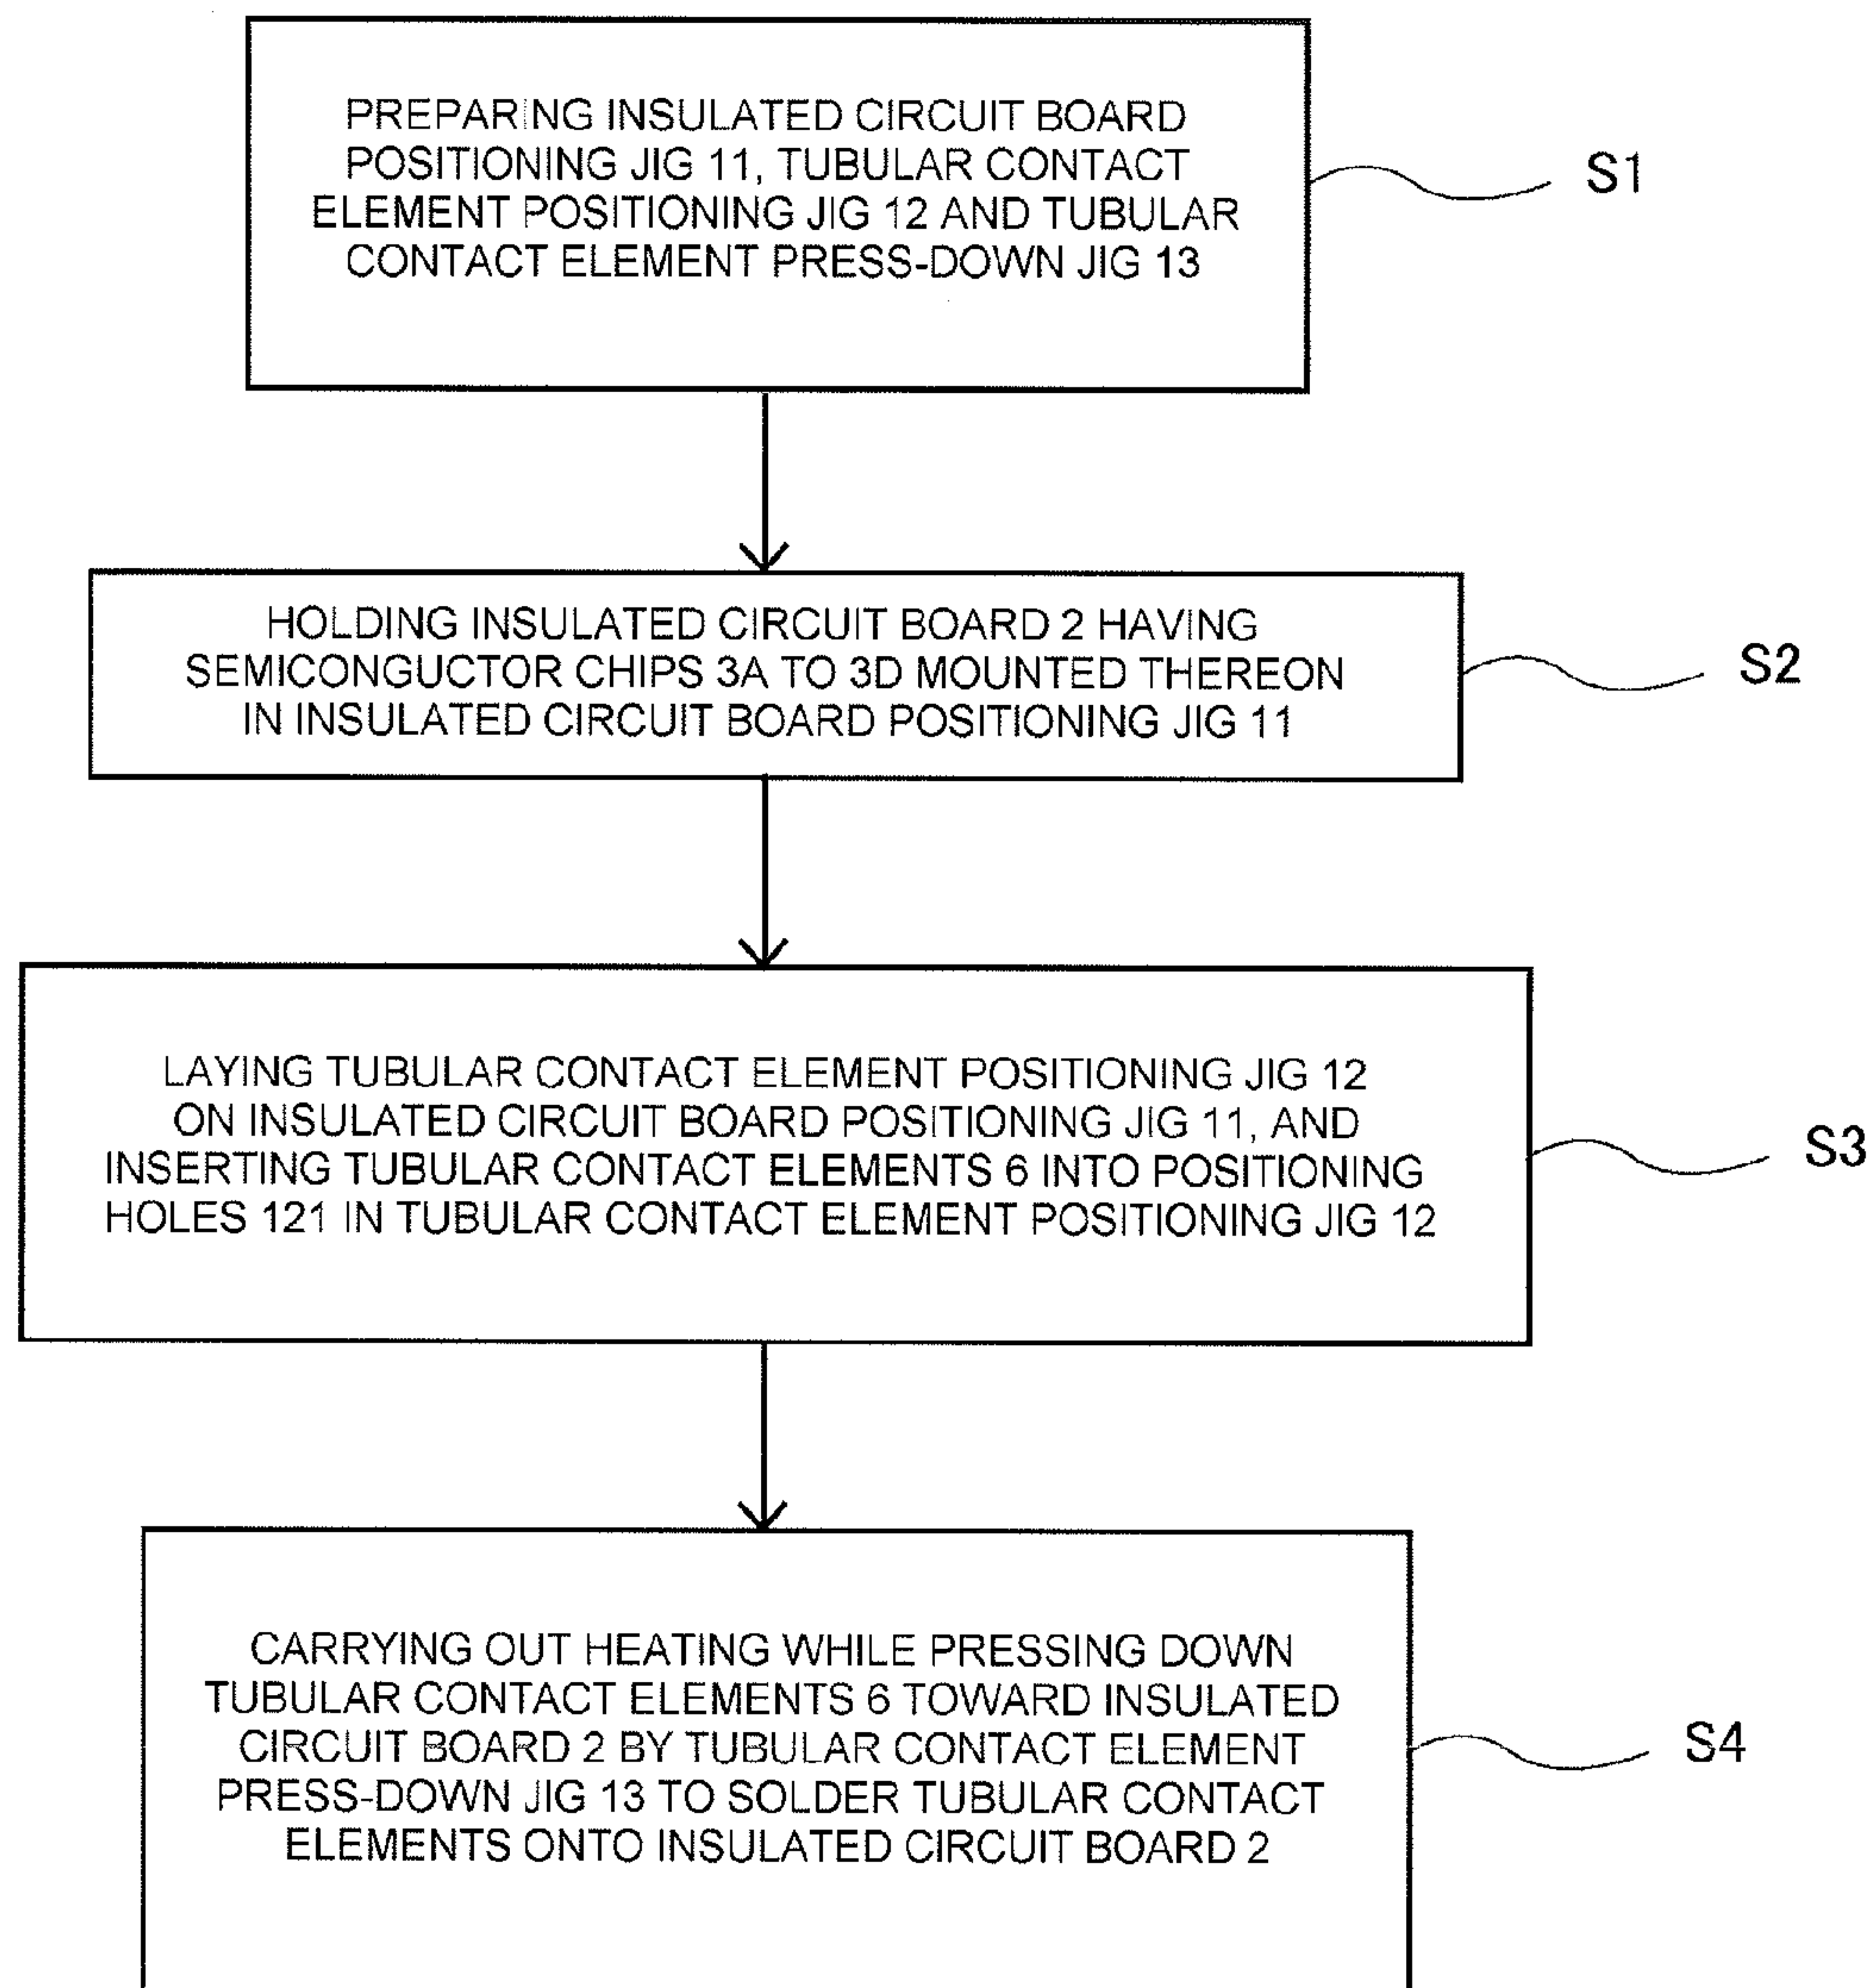 PREPARING INSULATED CIRCUIT BOARD
POSITIONING JIG 11, TUBULAR CONTACT
ELEMENT POSITIONING JIG 12 AND TUBULAR
CONTACT ELEMENT PRESS-DOWN JIG 13
S1
HOLDING INSULATED CIRCUIT BOARD 2 HAVING
SEMICONGUCTOR CHIPS 3A TO 3D MOUNTED THEREON
IN INSULATED CIRCUIT BOARD POSITIONING JIG 11
S2
LAYING TUBULAR CONTACT ELEMENT POSITIONING JIG 12
ON INSULATED CIRCUIT BOARD POSITIONING JIG 11, AND
INSERTING TUBULAR CONTACT ELEMENTS 6 INTO POSITIONING
HOLES 121 IN TUBULAR CONTACT ELEMENT POSITIONING JIG 12
S3
CARRYING OUT HEATING WHILE PRESSING DOWN
TUBULAR CONTACT ELEMENTS 6 TOWARD INSULATED
CIRCUIT BOARD 2 BY TUBULAR CONTACT ELEMENT
PRESS-DOWN JIG 13 TO SOLDER TUBULAR CONTACT
ELEMENTS ONTO INSULATED CIRCUIT BOARD 2
S4